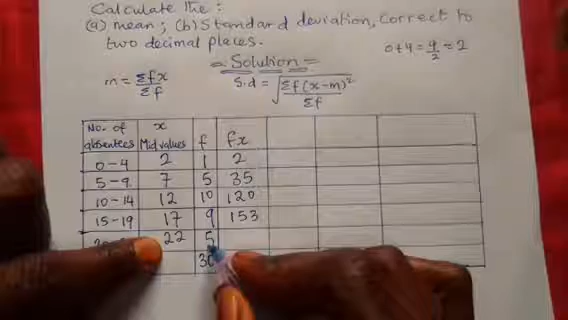 Calculate the:
(a) mean; (b) Standard deviation, correct to
two decimal places.
0+4=4/2=2
Solution
m = Σfx/Σf
S.d = √Σf(x-m)²/Σf
No. of absentees x Mid values f fx
0-4 2 1 2
5-9 7 5 35
10-14 12 10 120
15-19 17 9 153
22 5